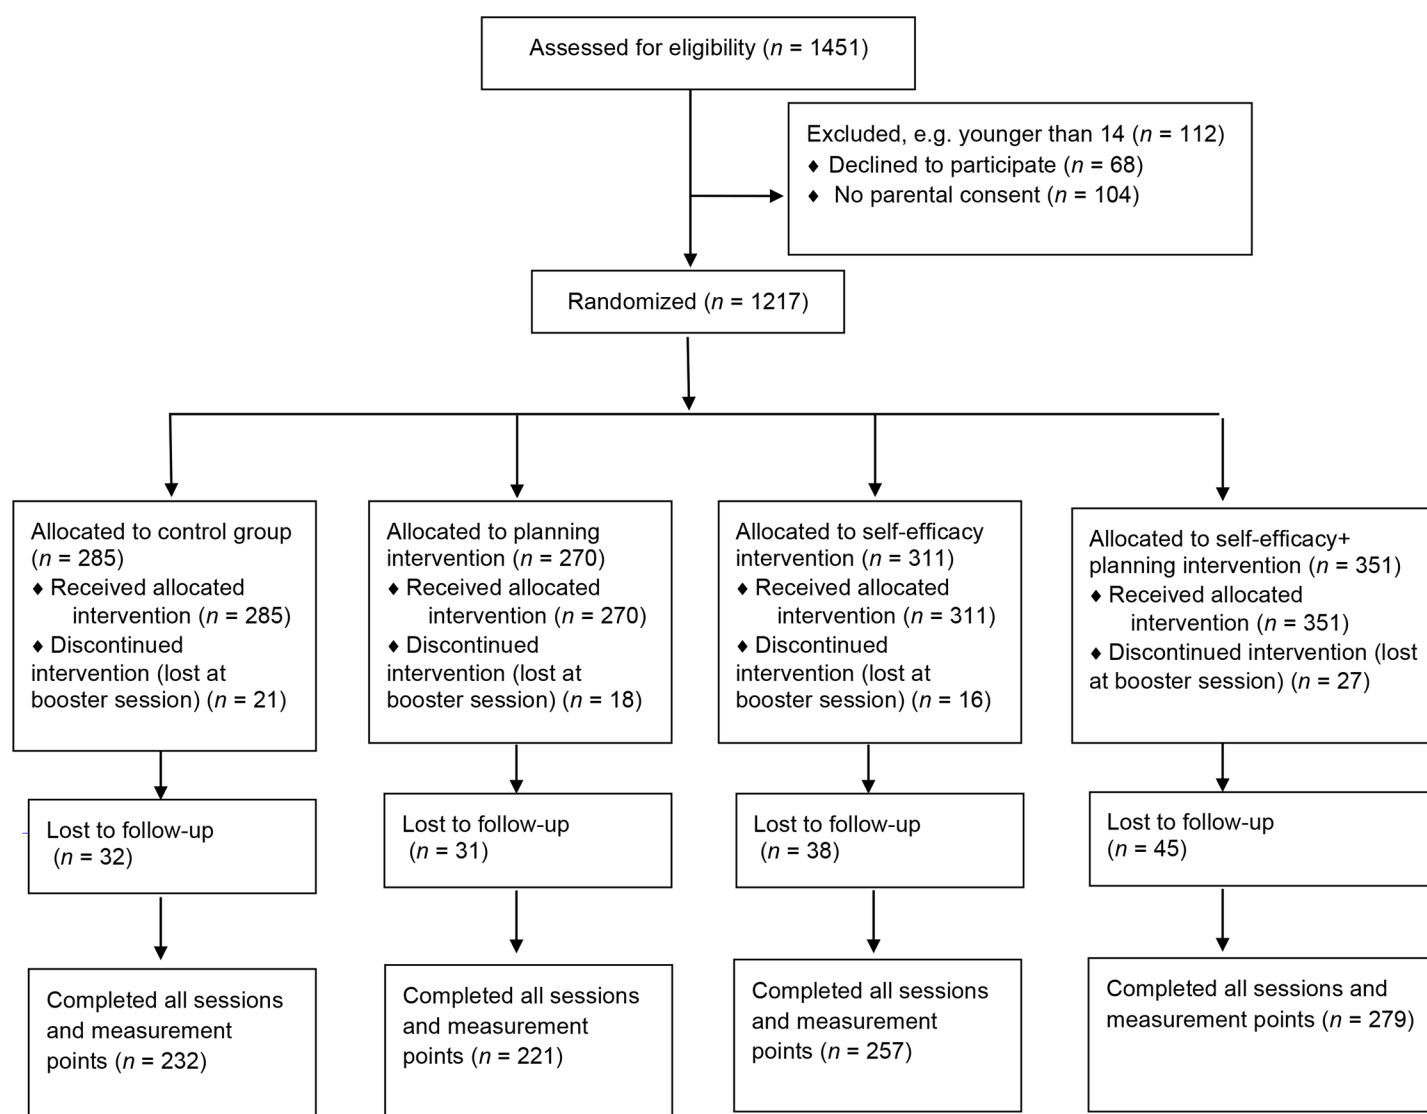 Assessed for eligibility (n = 1451)
Excluded, e.g. younger than 14 (n = 112)
♦ Declined to participate (n = 68)
♦ No parental consent (n = 104)
Randomized (n = 1217)
Allocated to control group
(n = 285)
♦ Received allocated
intervention (n = 285)
♦ Discontinued
intervention (lost at
booster session) (n = 21)
Allocated to planning
intervention (n = 270)
♦ Received allocated
intervention (n = 270)
♦ Discontinued
intervention (lost at
booster session) (n = 18)
Allocated to self-efficacy
intervention (n = 311)
♦ Received allocated
intervention (n = 311)
♦ Discontinued
intervention (lost at
booster session) (n = 16)
Allocated to self-efficacy+
planning intervention (n = 351)
♦ Received allocated
intervention (n = 351)
♦ Discontinued intervention (lost
at booster session) (n = 27)
Lost to follow-up
(n = 32)
Lost to follow-up
(n = 31)
Lost to follow-up
(n = 38)
Lost to follow-up
(n = 45)
Completed all sessions
and measurement
points (n = 232)
Completed all sessions
and measurement
points (n = 221)
Completed all sessions
and measurement
points (n = 257)
Completed all sessions and
measurement points (n = 279)